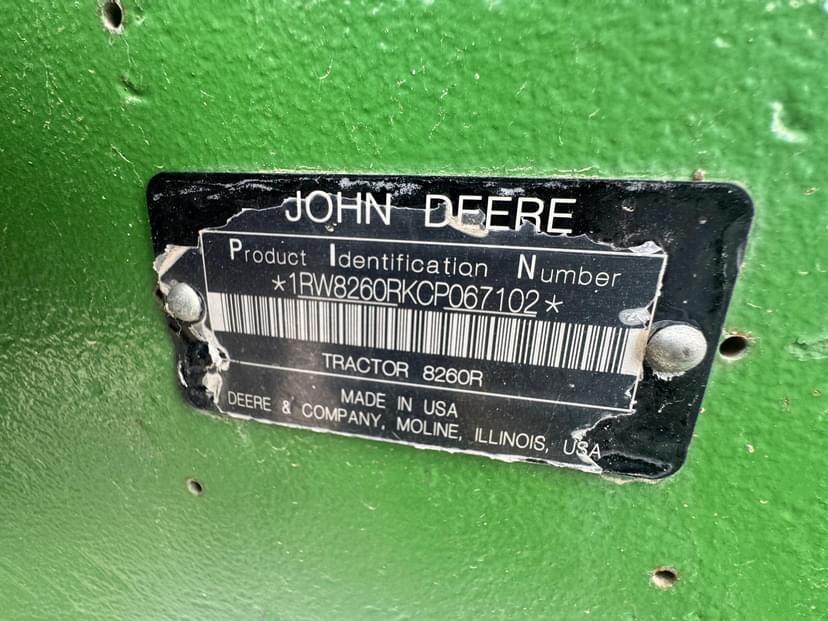 JOHN DEERE
Product Identification Number
*1RW8260RKCP067102*
TRACTOR 8260R
MADE IN USA
DEERE & COMPANY, MOLINE, ILLINOIS, USA